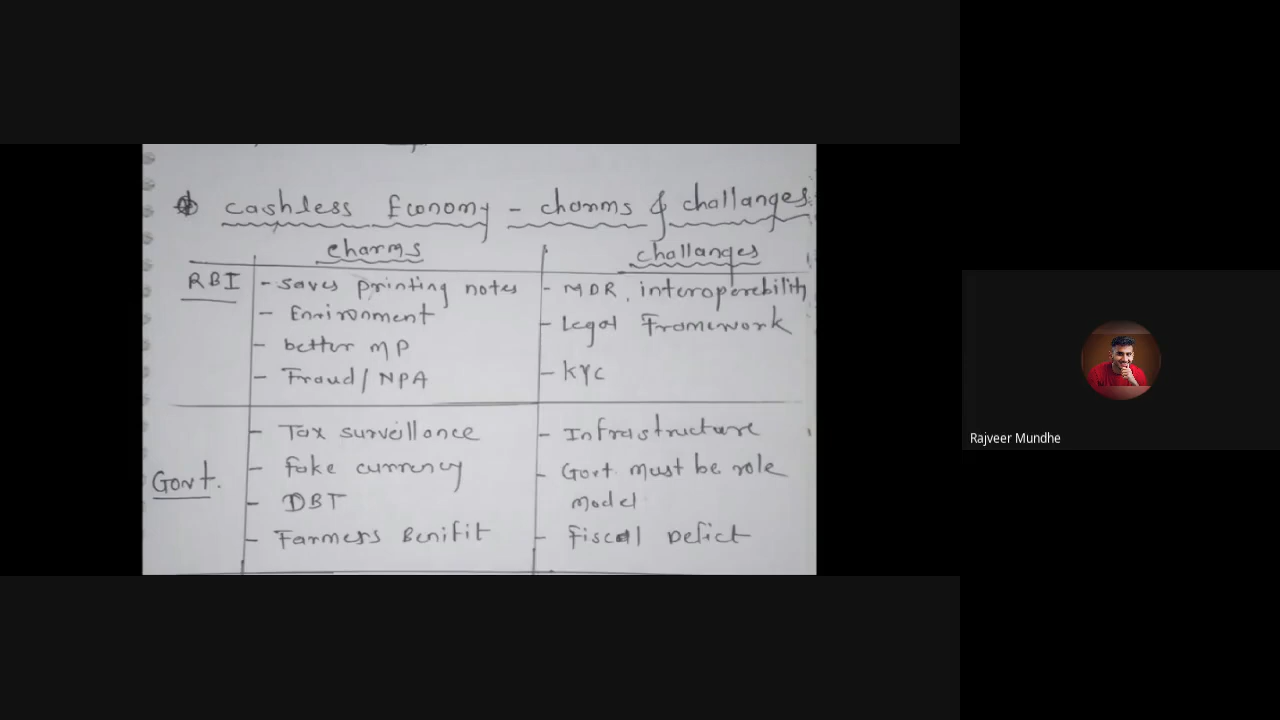 cashless Economy - charms & challanges
charms challanges
RBI - saves printing notes - MDR, interoperebility
- Environment - Legal Framework
- better MP
- Fraud/NPA - KYC
- Tax surveillance - Infrastructure
Govt. - fake currency - Govt. must be role
- DBT model
- Farmers Benifit - Fiscal Deficit
Rajveer Mundhe